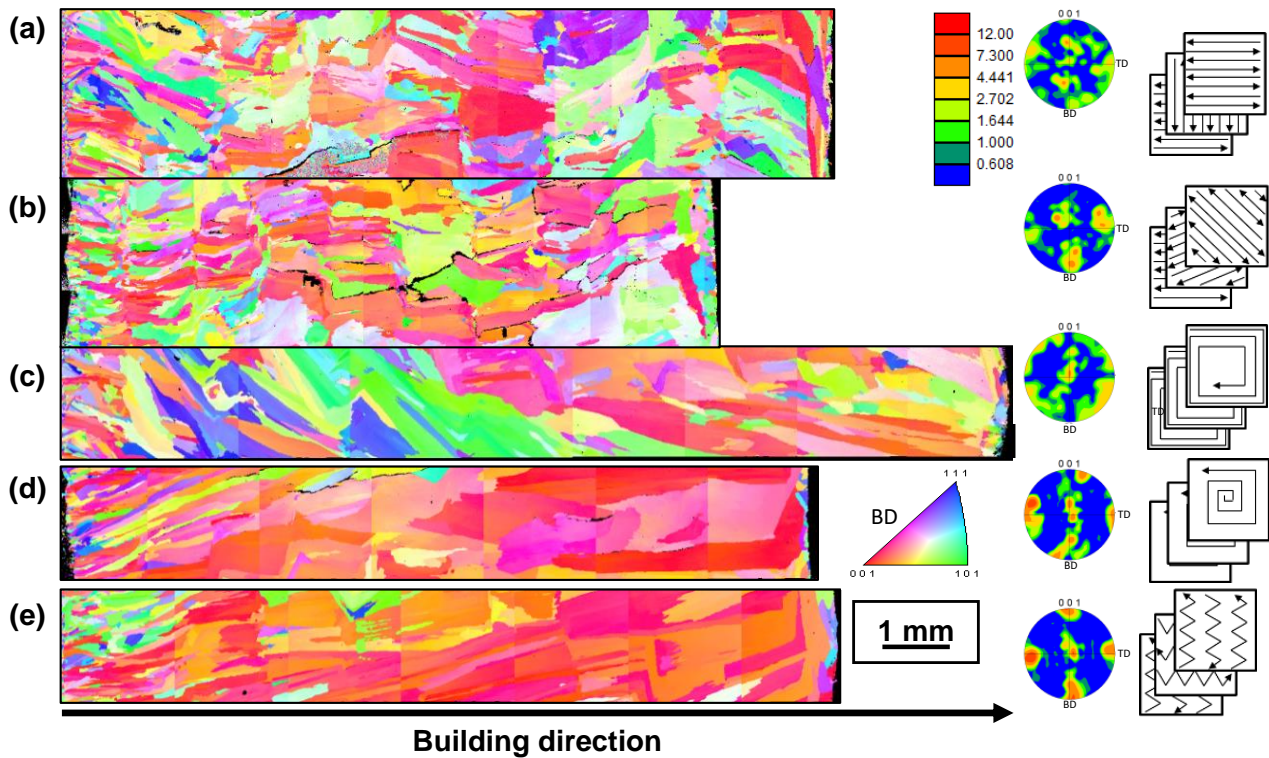 (a)
12.00
7.300
4.441
2.702
1.644
1.000
0.608
0 0 1
TD
BD
(b)
0 0 1
TD
BD
(c)
0 0 1
BD
TD
(d)
BD
1 1 1
0 0 1
1 0 1
0 0 1
TD
BD
(e)
1 mm
0 0 1
TD
BD
Building direction